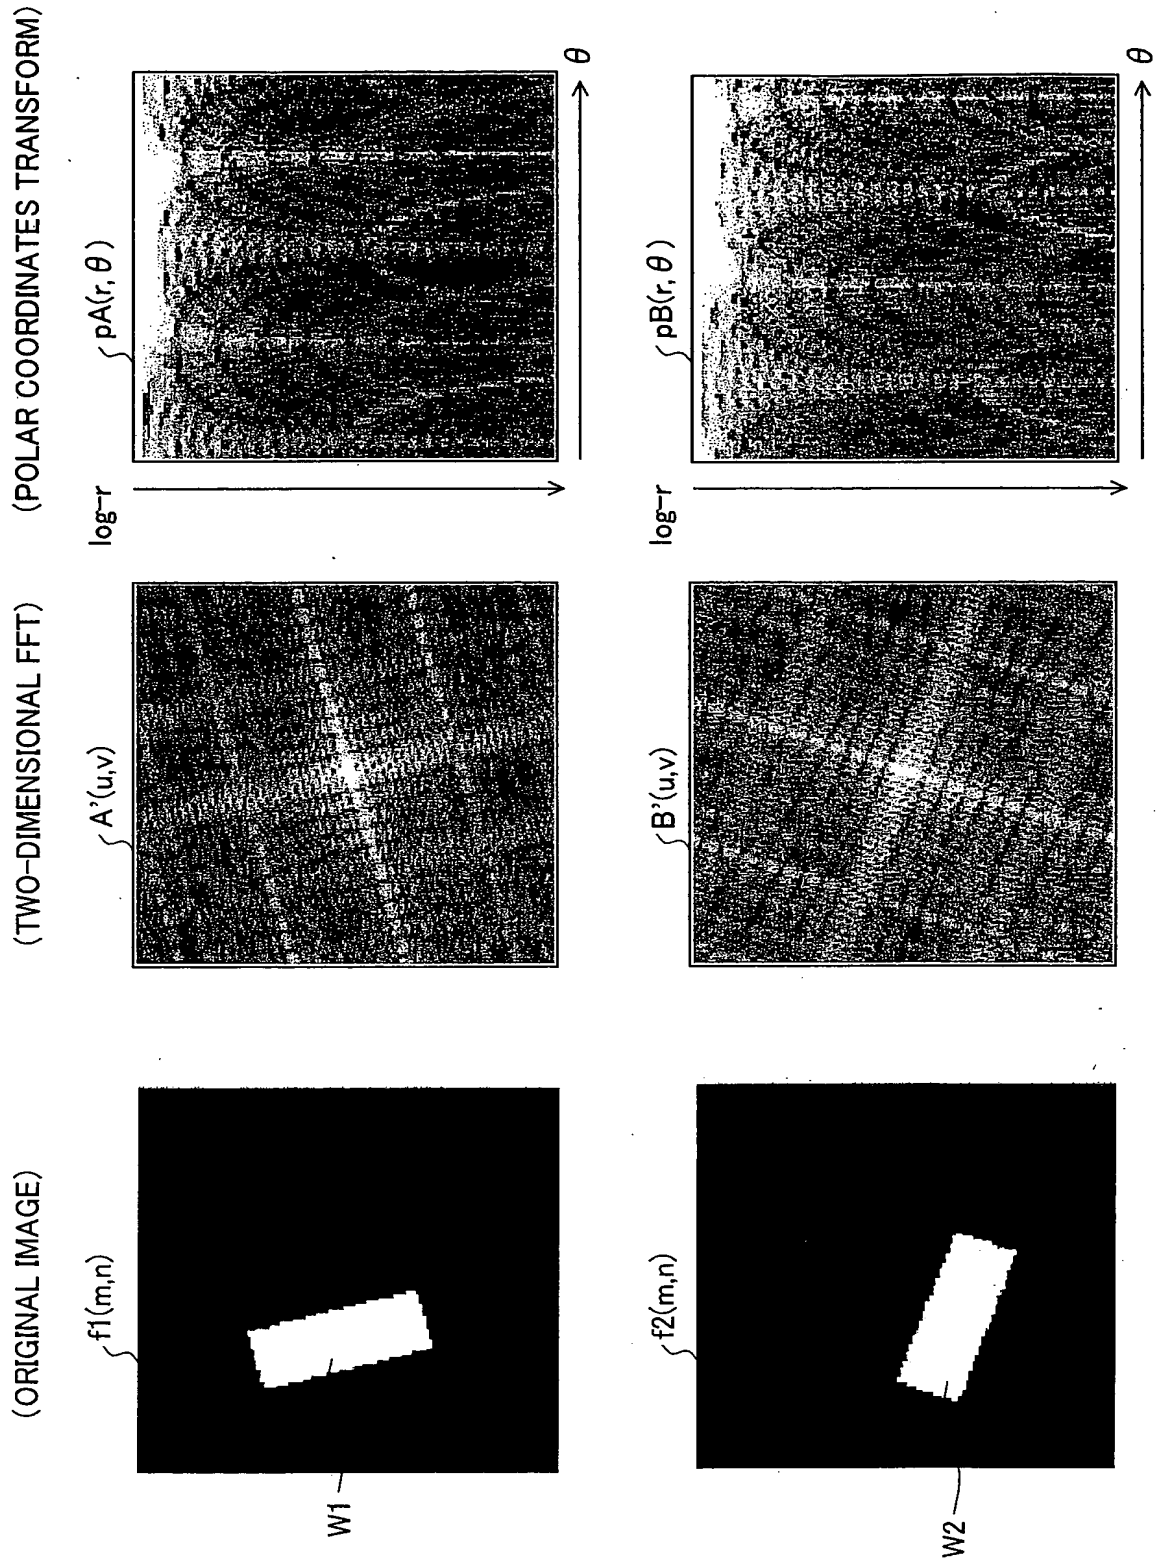 (ORIGINAL IMAGE)
(TWO-DIMENSIONAL FFT)
(POLAR COORDINATES TRANSFORM)
f1(m,n)
A'(u,v)
pA(r, θ)
log-r
θ
W1
f2(m,n)
B'(u,v)
pB(r, θ)
log-r
θ
W2